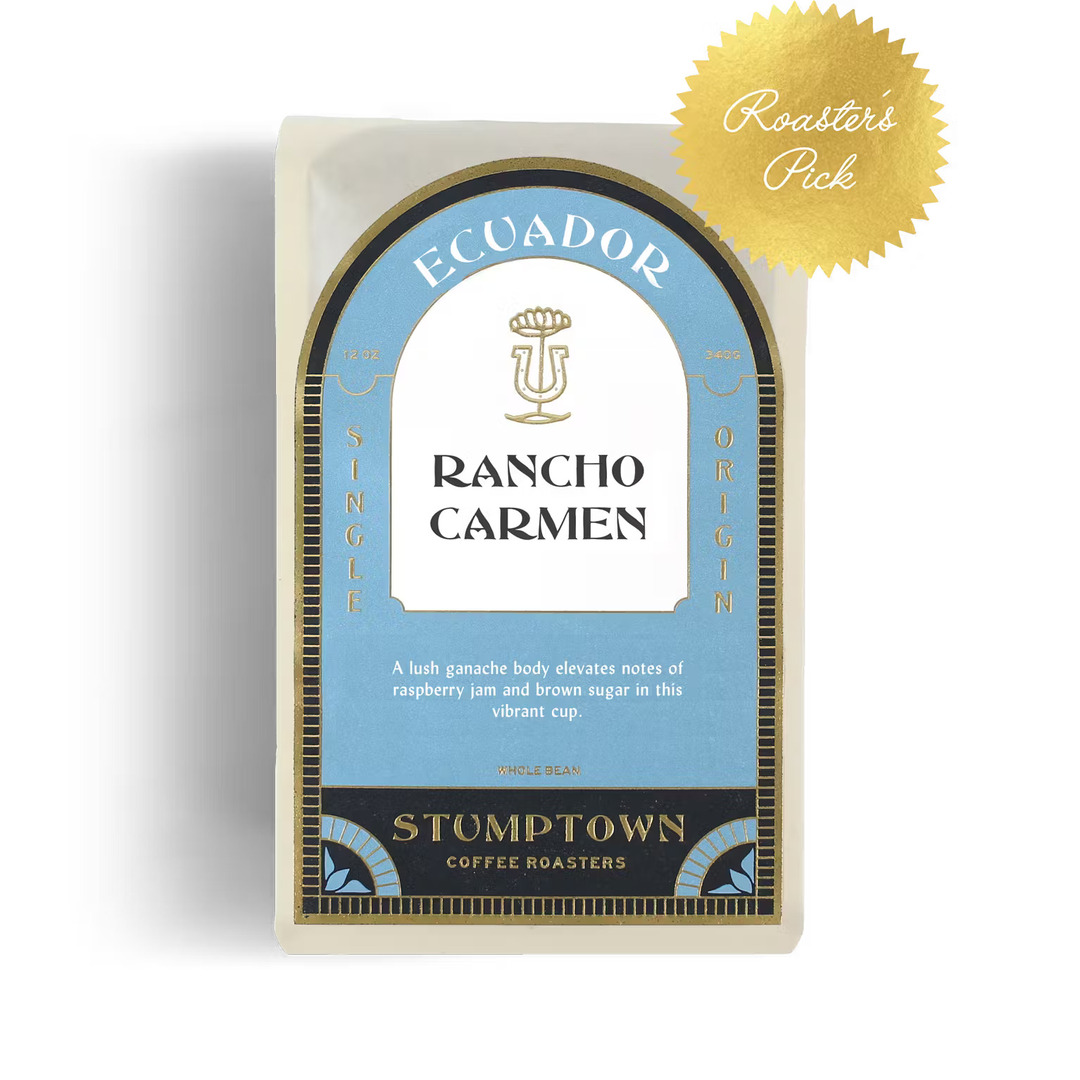 Roaster's
Pick
ECUADOR
12 OZ
340G
SINGLE
ORIGIN
RANCHO
CARMEN
A lush ganache body elevates notes of
raspberry jam and brown sugar in this
vibrant cup.
WHOLE BEAN
STUMPTOWN
COFFEE ROASTERS